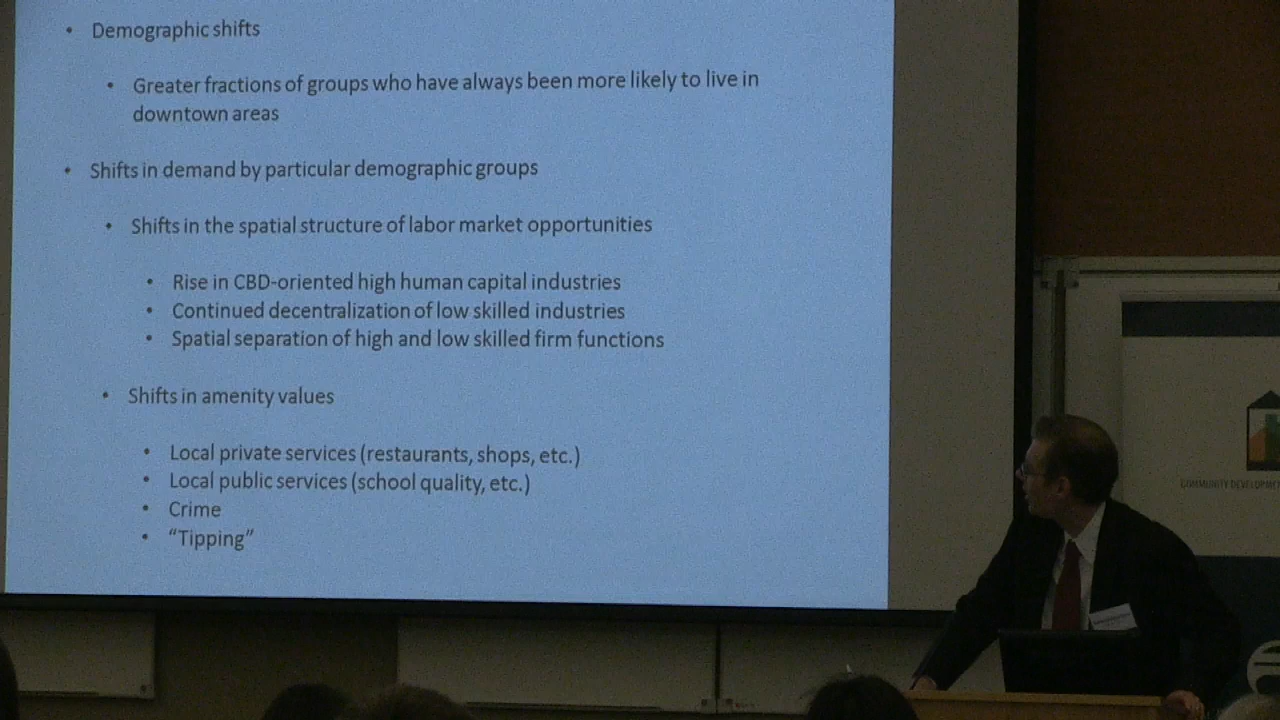 • Demographic shifts
• Greater fractions of groups who have always been more likely to live in
downtown areas
• Shifts in demand by particular demographic groups
• Shifts in the spatial structure of labor market opportunities
• Rise in CBD-oriented high human capital industries
• Continued decentralization of low skilled industries
• Spatial separation of high and low skilled firm functions
• Shifts in amenity values
• Local private services (restaurants, shops, etc.)
• Local public services (school quality, etc.)
• Crime
• “Tipping”
COMMUNITY